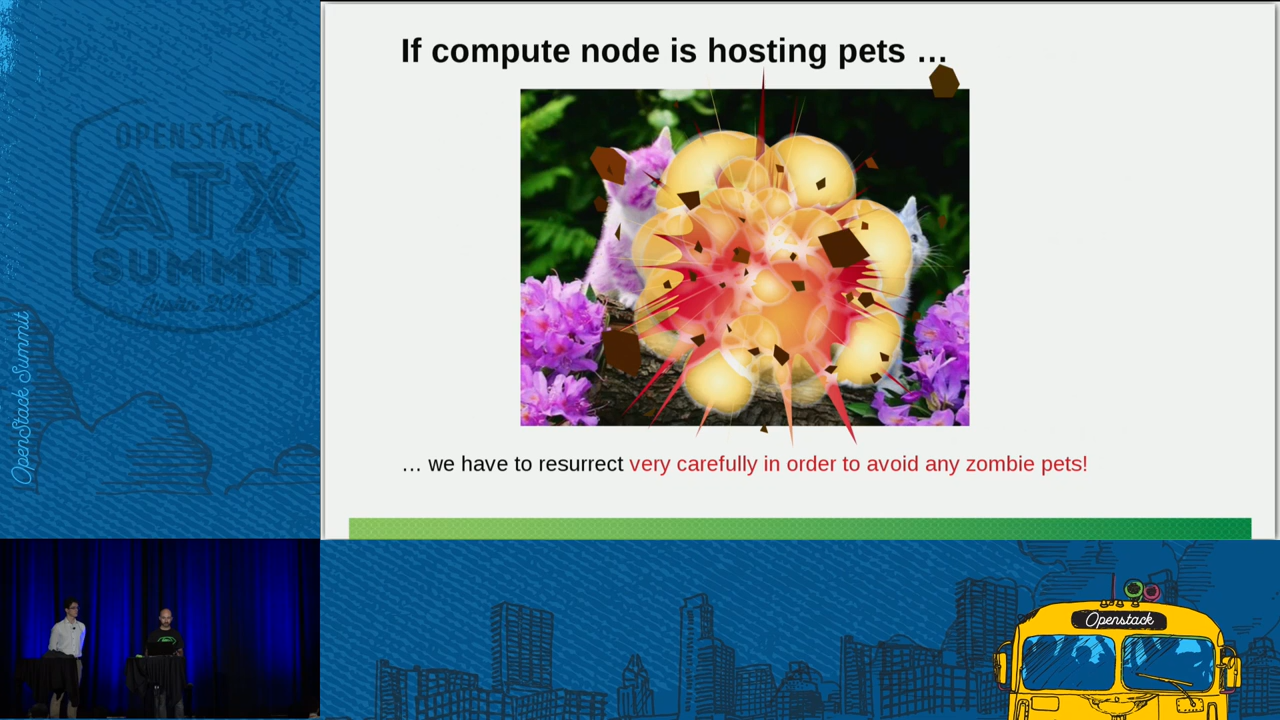 If compute node is hosting pets …
… we have to resurrect very carefully in order to avoid any zombie pets!
OPENSTACK
ATX
SUMMIT
OpenStack Summit
Openstack